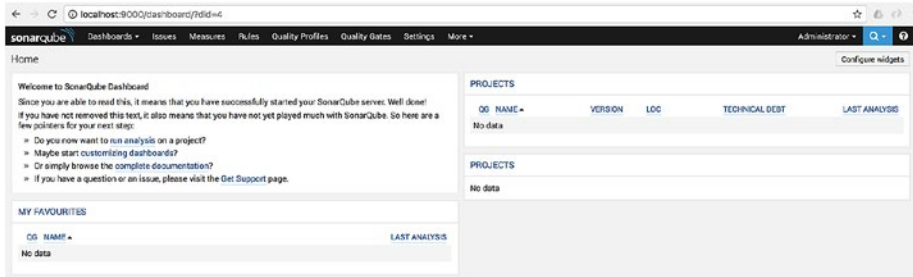 localhost:9000/dashboard/?did=4
sonarqube Dashboards Issues Measures Rules Quality Profiles Quality Gates Settings More Administrator
Home Configure widgets
Welcome to SonarQube Dashboard
Since you are able to read this, it means that you have successfully started your SonarQube server. Well done!
If you have not removed this text, it also means that you have not yet played much with SonarQube. So here are a
few pointers for your next step:
» Do you now want to run analysis on a project?
» Maybe start customizing dashboards?
» Or simply browse the complete documentation?
» If you have a question or an issue, please visit the Get Support page.
MY FAVOURITES
QG NAME LAST ANALYSIS
No data
PROJECTS
QG NAME VERSION LOC TECHNICAL DEBT LAST ANALYSIS
No data
PROJECTS
No data